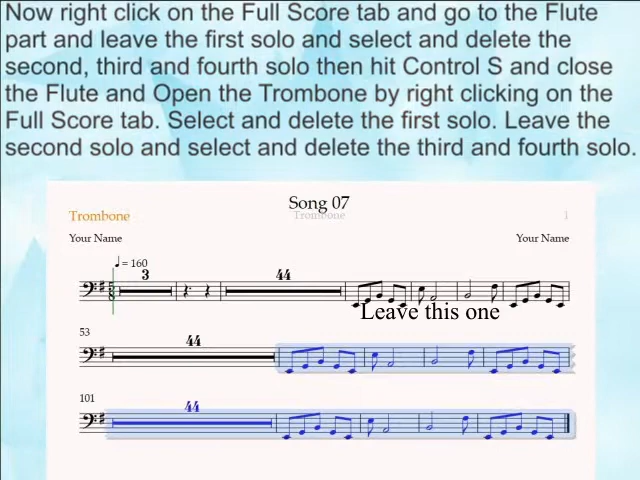 Now right click on the Full Score tab and go to the Flute
part and leave the first solo and select and delete the
second, third and fourth solo then hit Control S and close
the Flute and Open the Trombone by right clicking on the
Full Score tab. Select and delete the first solo. Leave the
second solo and select and delete the third and fourth solo.
Song 07
Trombone
Trombone
1
Your Name
Your Name
♩ = 160
3
44
Leave this one
53
44
101
44